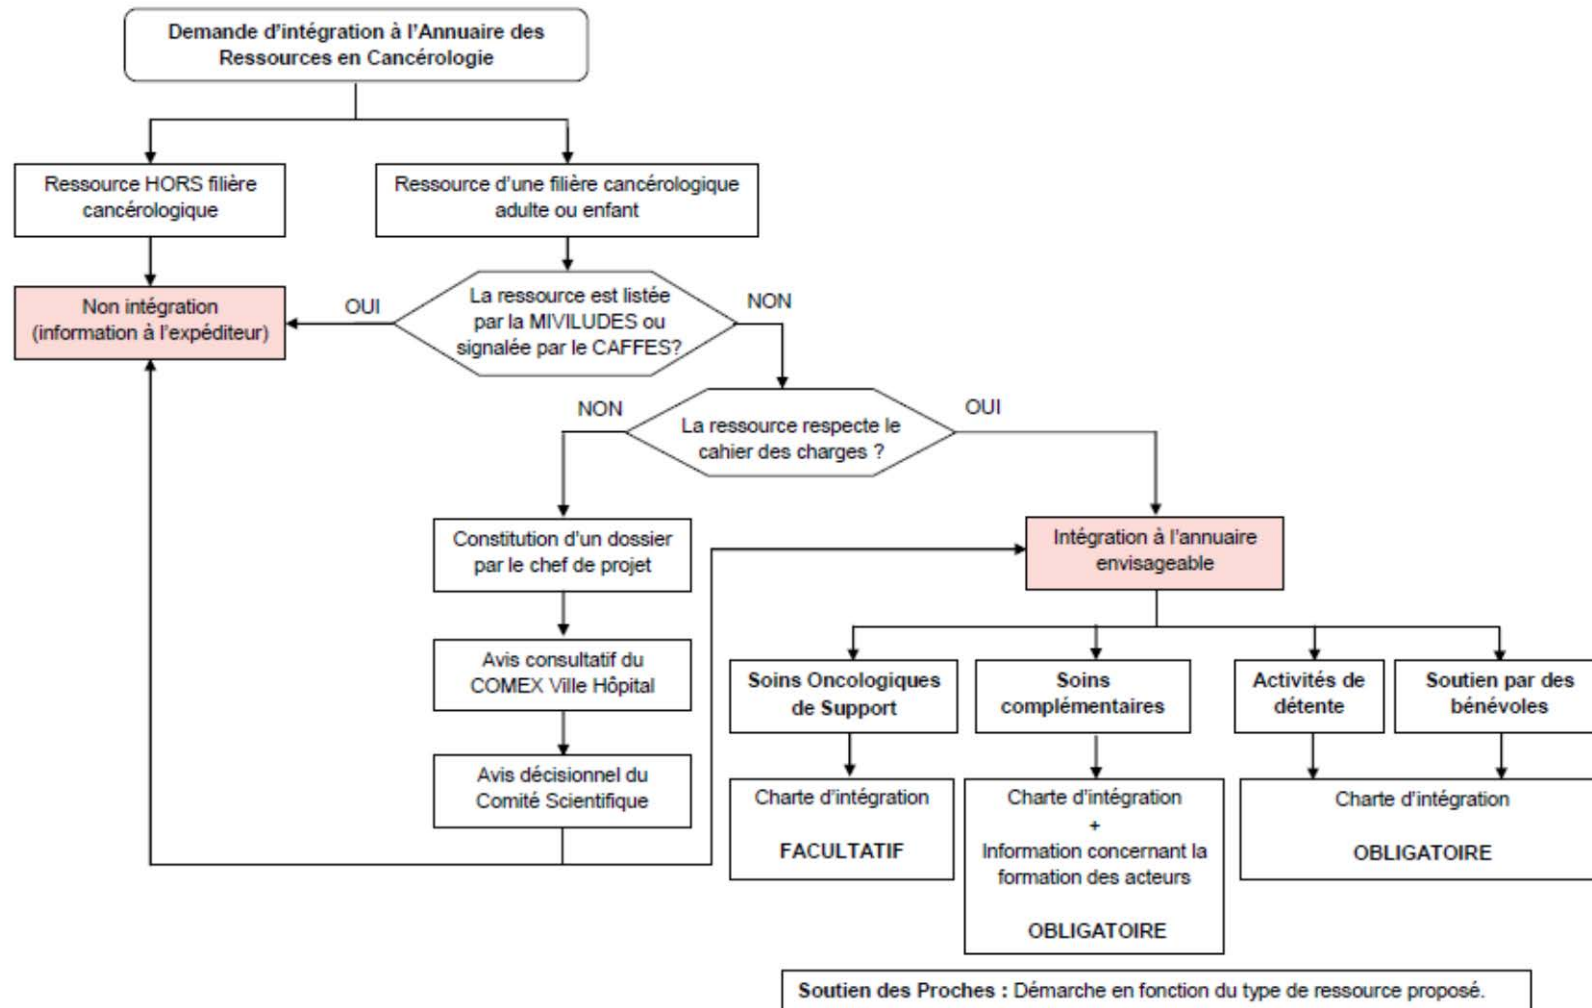 Demande d'intégration à l'Annuaire des
Ressources en Cancérologie
Ressource HORS filière
cancérologique
Ressource d'une filière cancérologique
adulte ou enfant
Non intégration
(information à l'expéditeur)
OUI
La ressource est listée
par la MIVILUDES ou
signalée par le CAFFES?
NON
NON
La ressource respecte le
cahier des charges ?
OUI
Constitution d'un dossier
par le chef de projet
Intégration à l'annuaire
envisageable
Avis consultatif du
COMEX Ville Hôpital
Avis décisionnel du
Comité Scientifique
Soins Oncologiques
de Support
Soins
complémentaires
Activités de
détente
Soutien par des
bénévoles
Charte d'intégration
FACULTATIF
Charte d'intégration
+
Information concernant la
formation des acteurs
OBLIGATOIRE
Charte d'intégration
OBLIGATOIRE
Soutien des Proches : Démarche en fonction du type de ressource proposé.